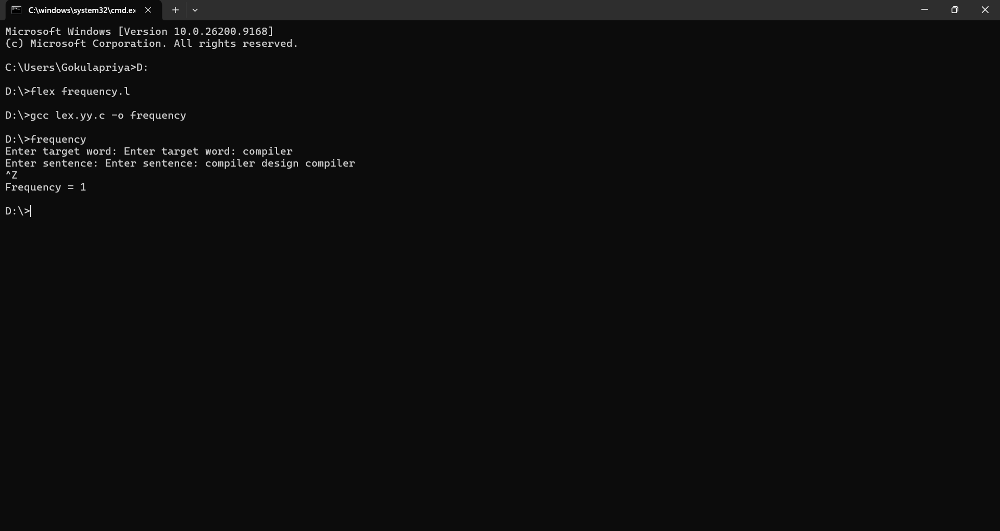 C:\windows\system32\cmd.ex
Microsoft Windows [Version 10.0.26200.9168]
(c) Microsoft Corporation. All rights reserved.
C:\Users\Gokulapriya>D:
D:\>flex frequency.l
D:\>gcc lex.yy.c -o frequency
D:\>frequency
Enter target word: Enter target word: compiler
Enter sentence: Enter sentence: compiler design compiler
^Z
Frequency = 1
D:\>